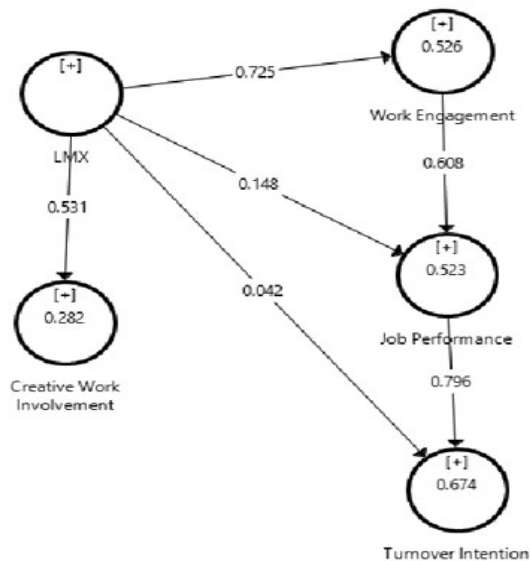 [+]
0.526
Work Engagement
[+]
LMX
0.725
0.608
0.148
0.531
[+]
0.523
Job Performance
0.042
[+]
0.282
Creative Work
Involvement
0.796
[+]
0.674
Turnover Intention